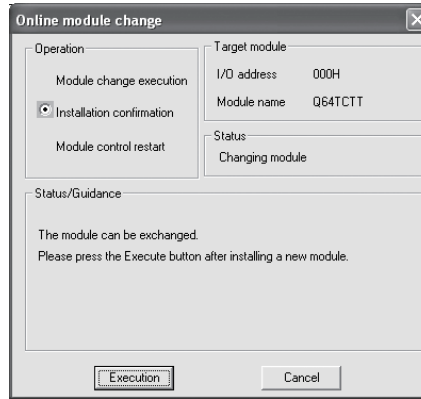 Online module change
Operation
Module change execution
Installation confirmation
Module control restart
Target module
I/O address 000H
Module name Q64TCTT
Status
Changing module
Status/Guidance
The module can be exchanged.
Please press the Execute button after installing a new module.
Execution Cancel